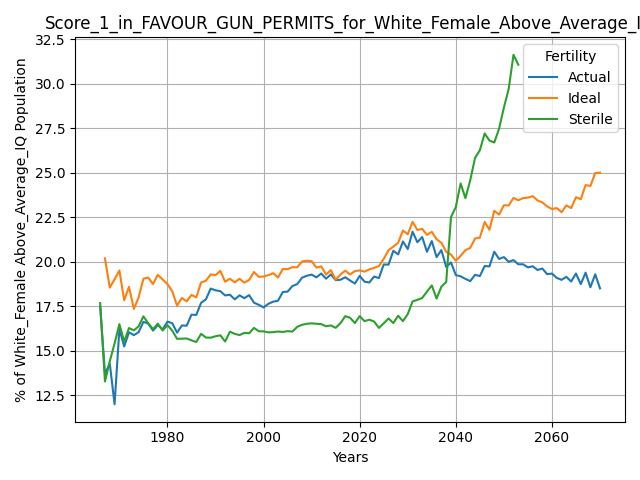 Score_1_in_FAVOUR_GUN_PERMITS_for_White_Female_Above_Average_I
% of White_Female Above_Average_IQ Population
32.5
30.0
27.5
25.0
22.5
20.0
17.5
15.0
12.5
Fertility
Actual
Ideal
Sterile
1980
2000
2020
2040
2060
Years